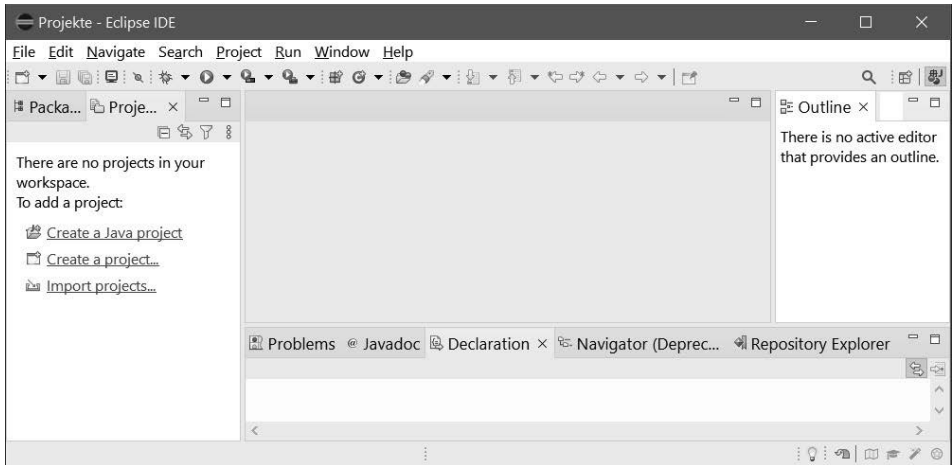 Projekte - Eclipse IDE
File Edit Navigate Search Project Run Window Help
Packa... Proje...
There are no projects in your
workspace.
To add a project:
Create a Java project
Create a project...
Import projects...
Outline
There is no active editor
that provides an outline.
Problems @ Javadoc Declaration Navigator (Deprec... Repository Explorer